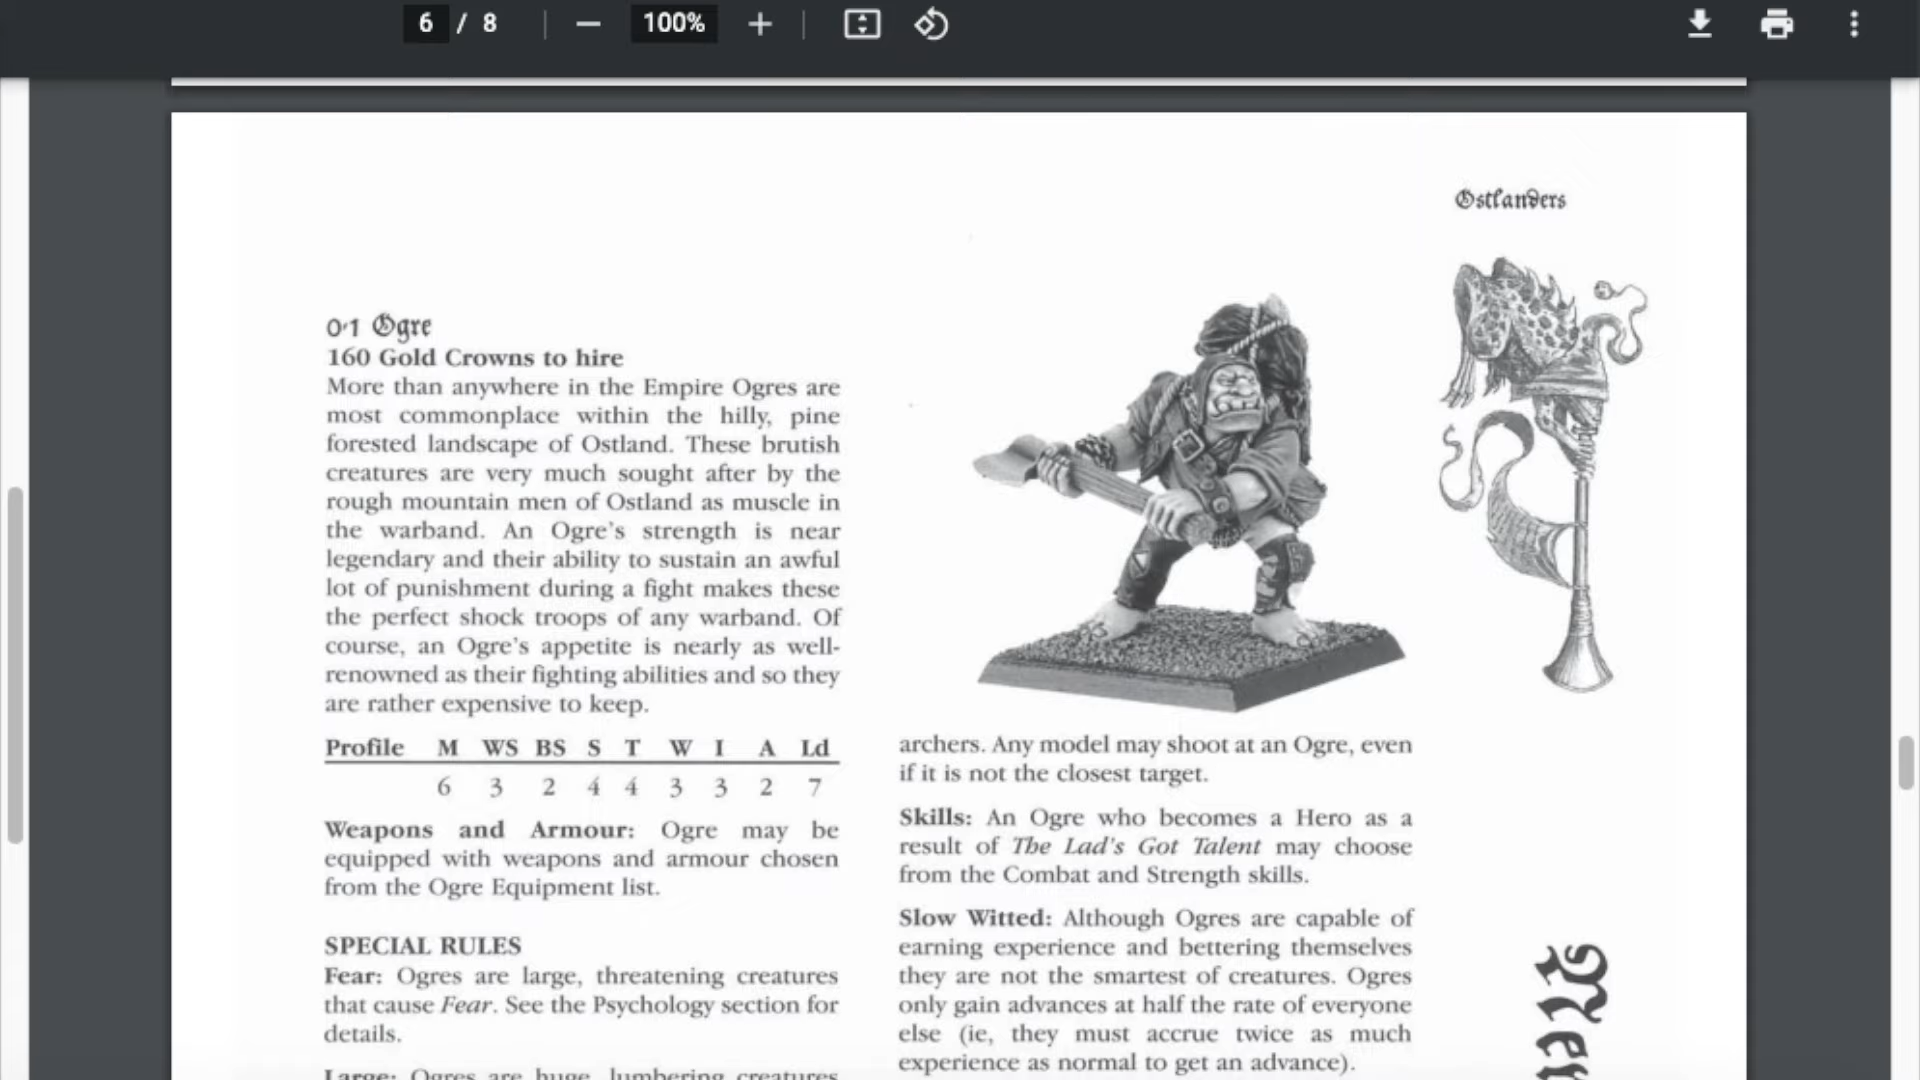 6 / 8
100%
Ostlanders
0-1 Ogre
160 Gold Crowns to hire
More than anywhere in the Empire Ogres are
most commonplace within the hilly, pine
forested landscape of Ostland. These brutish
creatures are very much sought after by the
rough mountain men of Ostland as muscle in
the warband. An Ogre's strength is near
legendary and their ability to sustain an awful
lot of punishment during a fight makes these
the perfect shock troops of any warband. Of
course, an Ogre's appetite is nearly as well-
renowned as their fighting abilities and so they
are rather expensive to keep.
Profile M WS BS S T W I A Ld
6 3 2 4 4 3 3 2 7
Weapons and Armour: Ogre may be
equipped with weapons and armour chosen
from the Ogre Equipment list.
SPECIAL RULES
Fear: Ogres are large, threatening creatures
that cause Fear. See the Psychology section for
details.
Large: Ogres are huge, lumbering creatures
archers. Any model may shoot at an Ogre, even
if it is not the closest target.
Skills: An Ogre who becomes a Hero as a
result of The Lad's Got Talent may choose
from the Combat and Strength skills.
Slow Witted: Although Ogres are capable of
earning experience and bettering themselves
they are not the smartest of creatures. Ogres
only gain advances at half the rate of everyone
else (ie, they must accrue twice as much
experience as normal to get an advance).